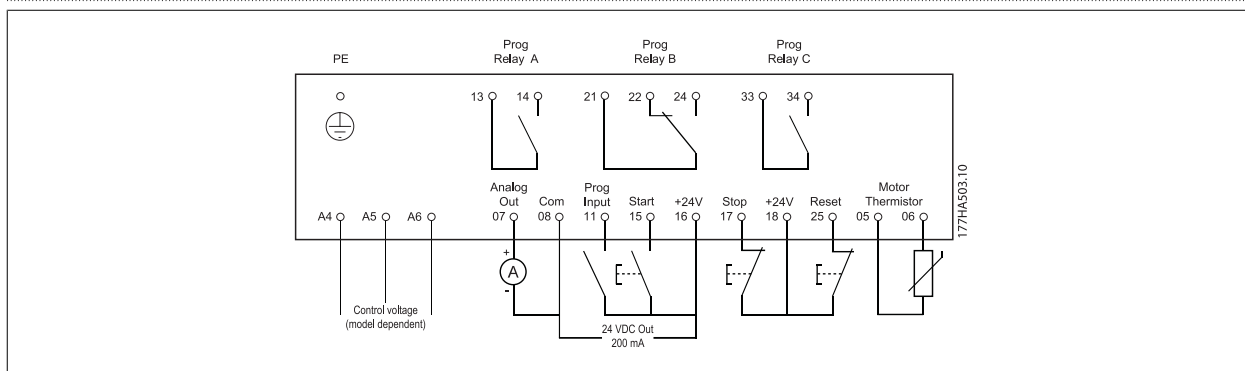 PE
Prog
Relay A
Prog
Relay B
Prog
Relay C
13 14 21 22 24 33 34
Analog
Out
07
Com
08
Prog
Input
11
Start
15
+24V
16
Stop
17
+24V
18
Reset
25
Motor
Thermistor
05 06
A4 A5 A6
+
A
-
Control voltage
(model dependent)
24 VDC Out
200 mA
177HA503.10